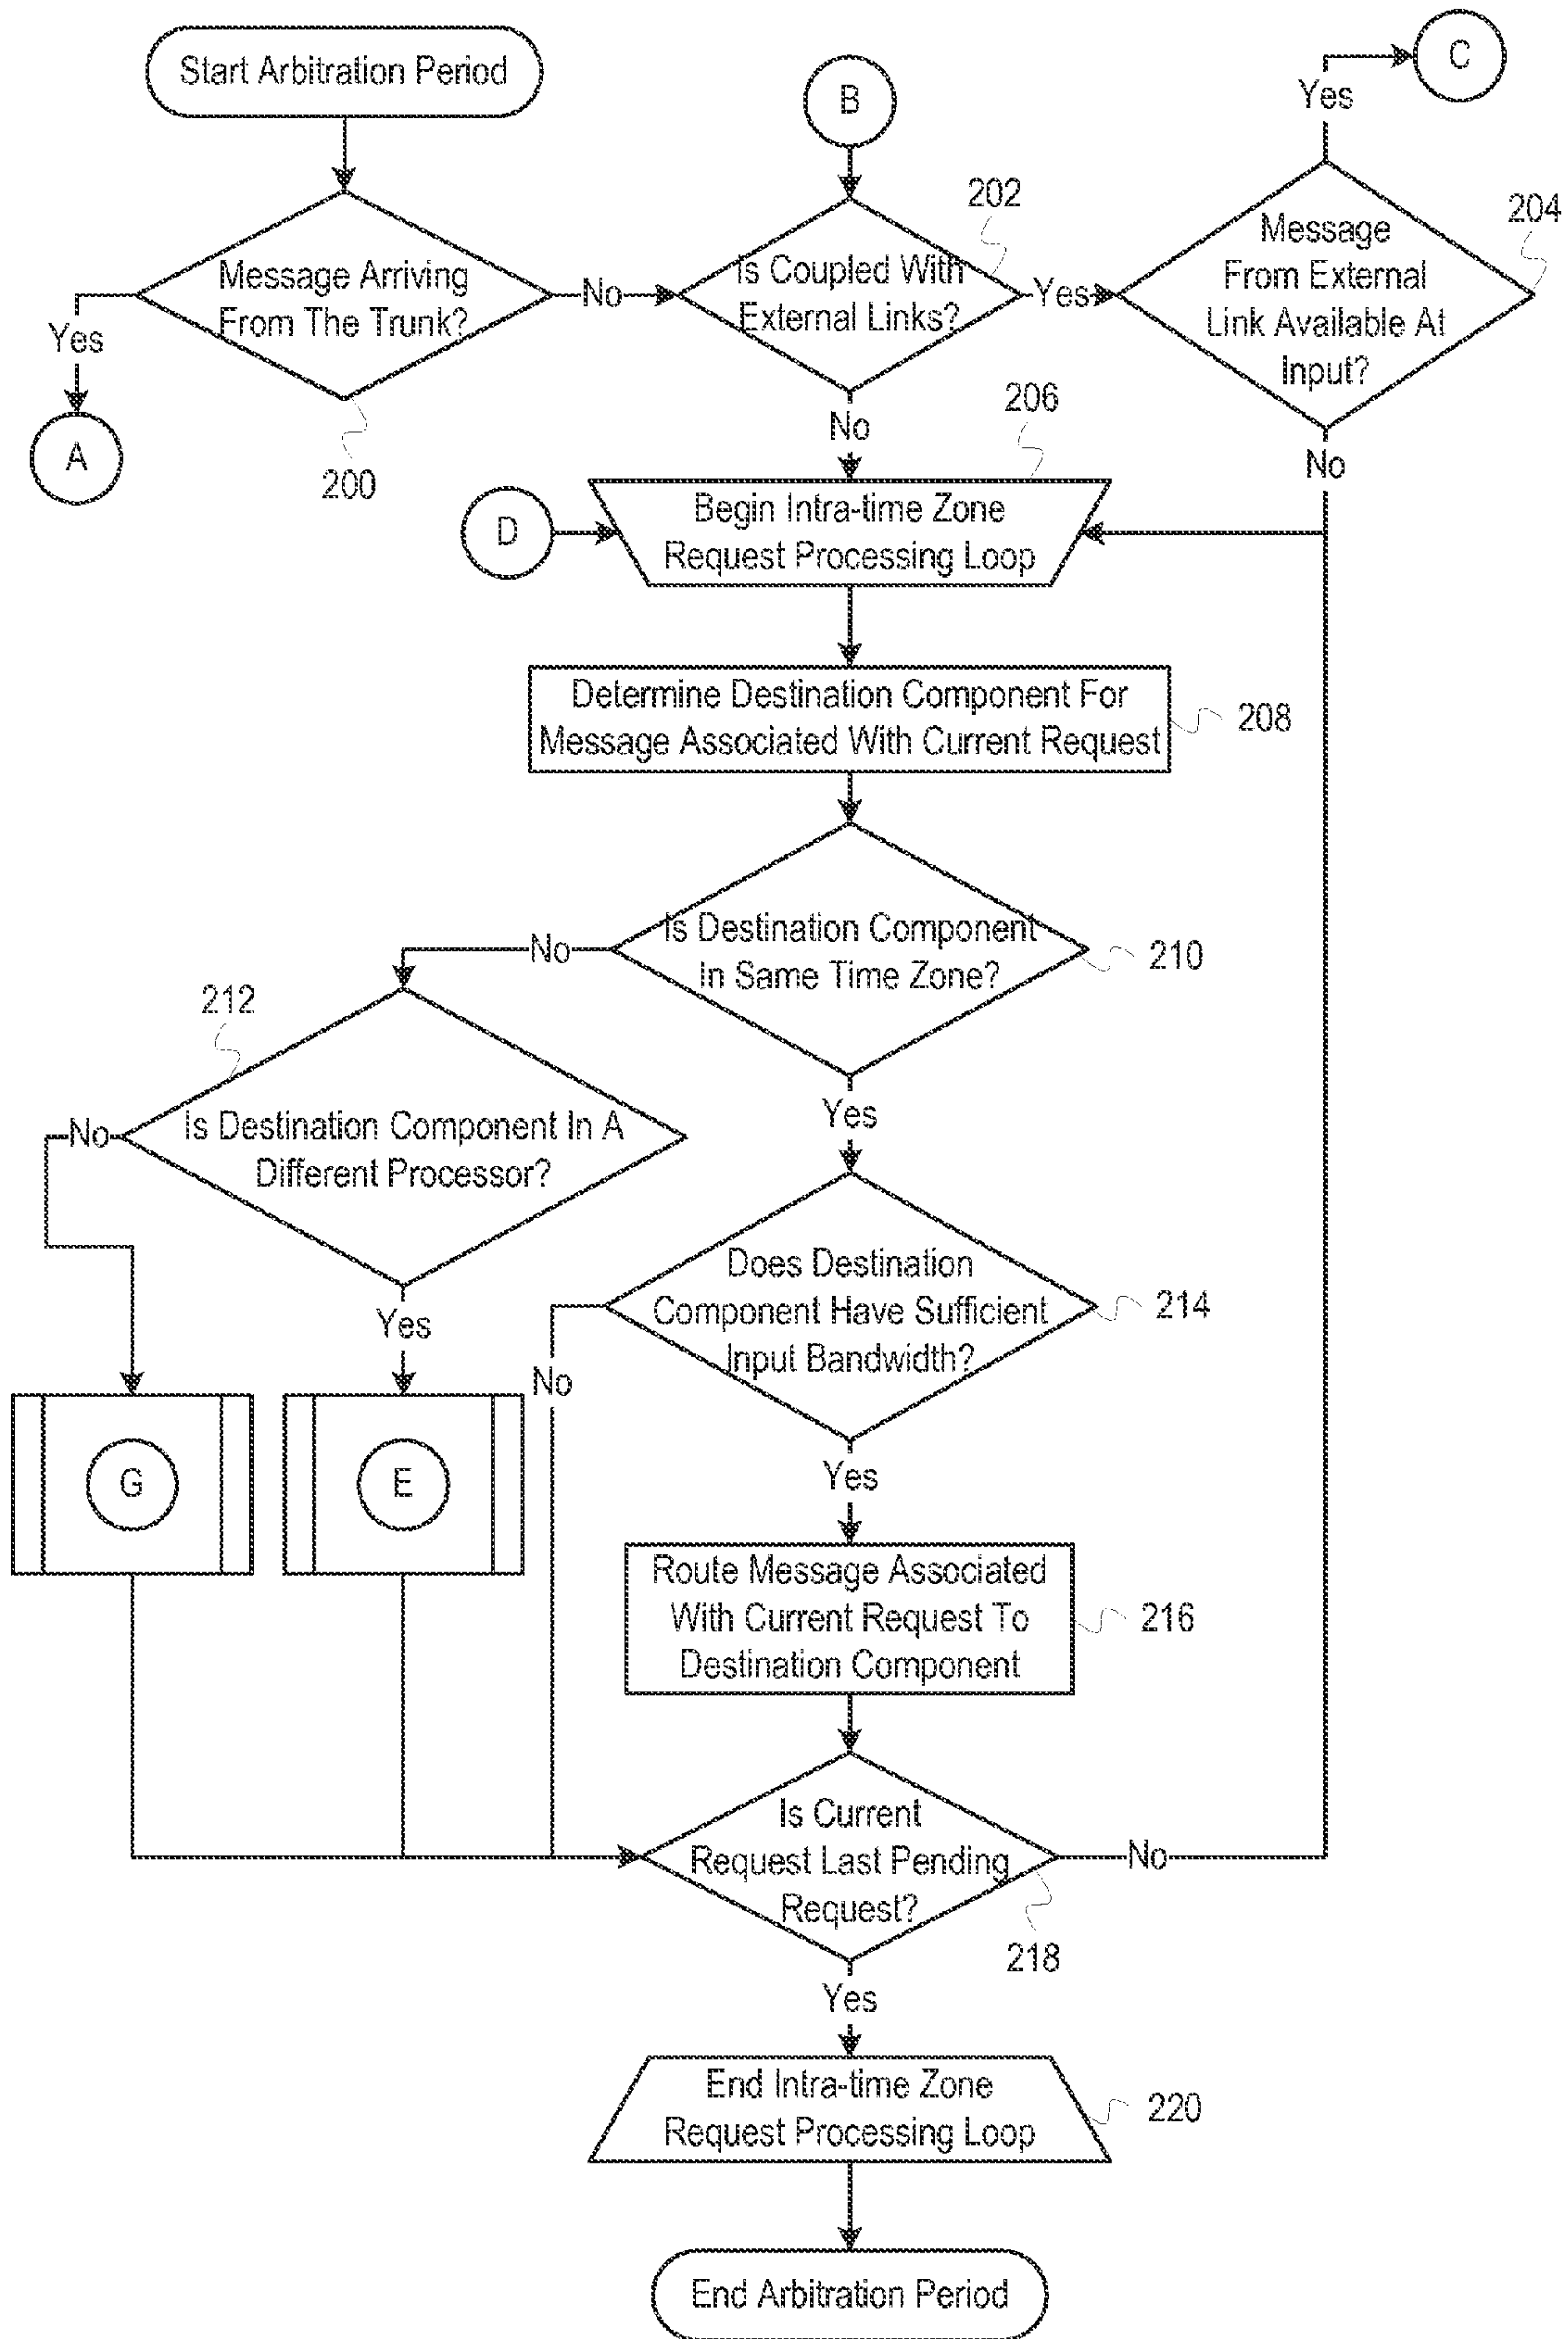 Start Arbitration Period
B
C
Yes
202
204
Message Arriving
From The Trunk?
No
Is Coupled With
External Links?
Yes
Message
From External
Link Available At
Input?
Yes
A
200
No
206
No
D
Begin Intra-time Zone
Request Processing Loop
Determine Destination Component For
Message Associated With Current Request
208
No
Is Destination Component
In Same Time Zone?
210
212
Yes
No
Is Destination Component In A
Different Processor?
Yes
Does Destination
Component Have Sufficient
Input Bandwidth?
214
No
G
E
Yes
Route Message Associated
With Current Request To
Destination Component
216
Is Current
Request Last Pending
Request?
No
218
Yes
End Intra-time Zone
Request Processing Loop
220
End Arbitration Period